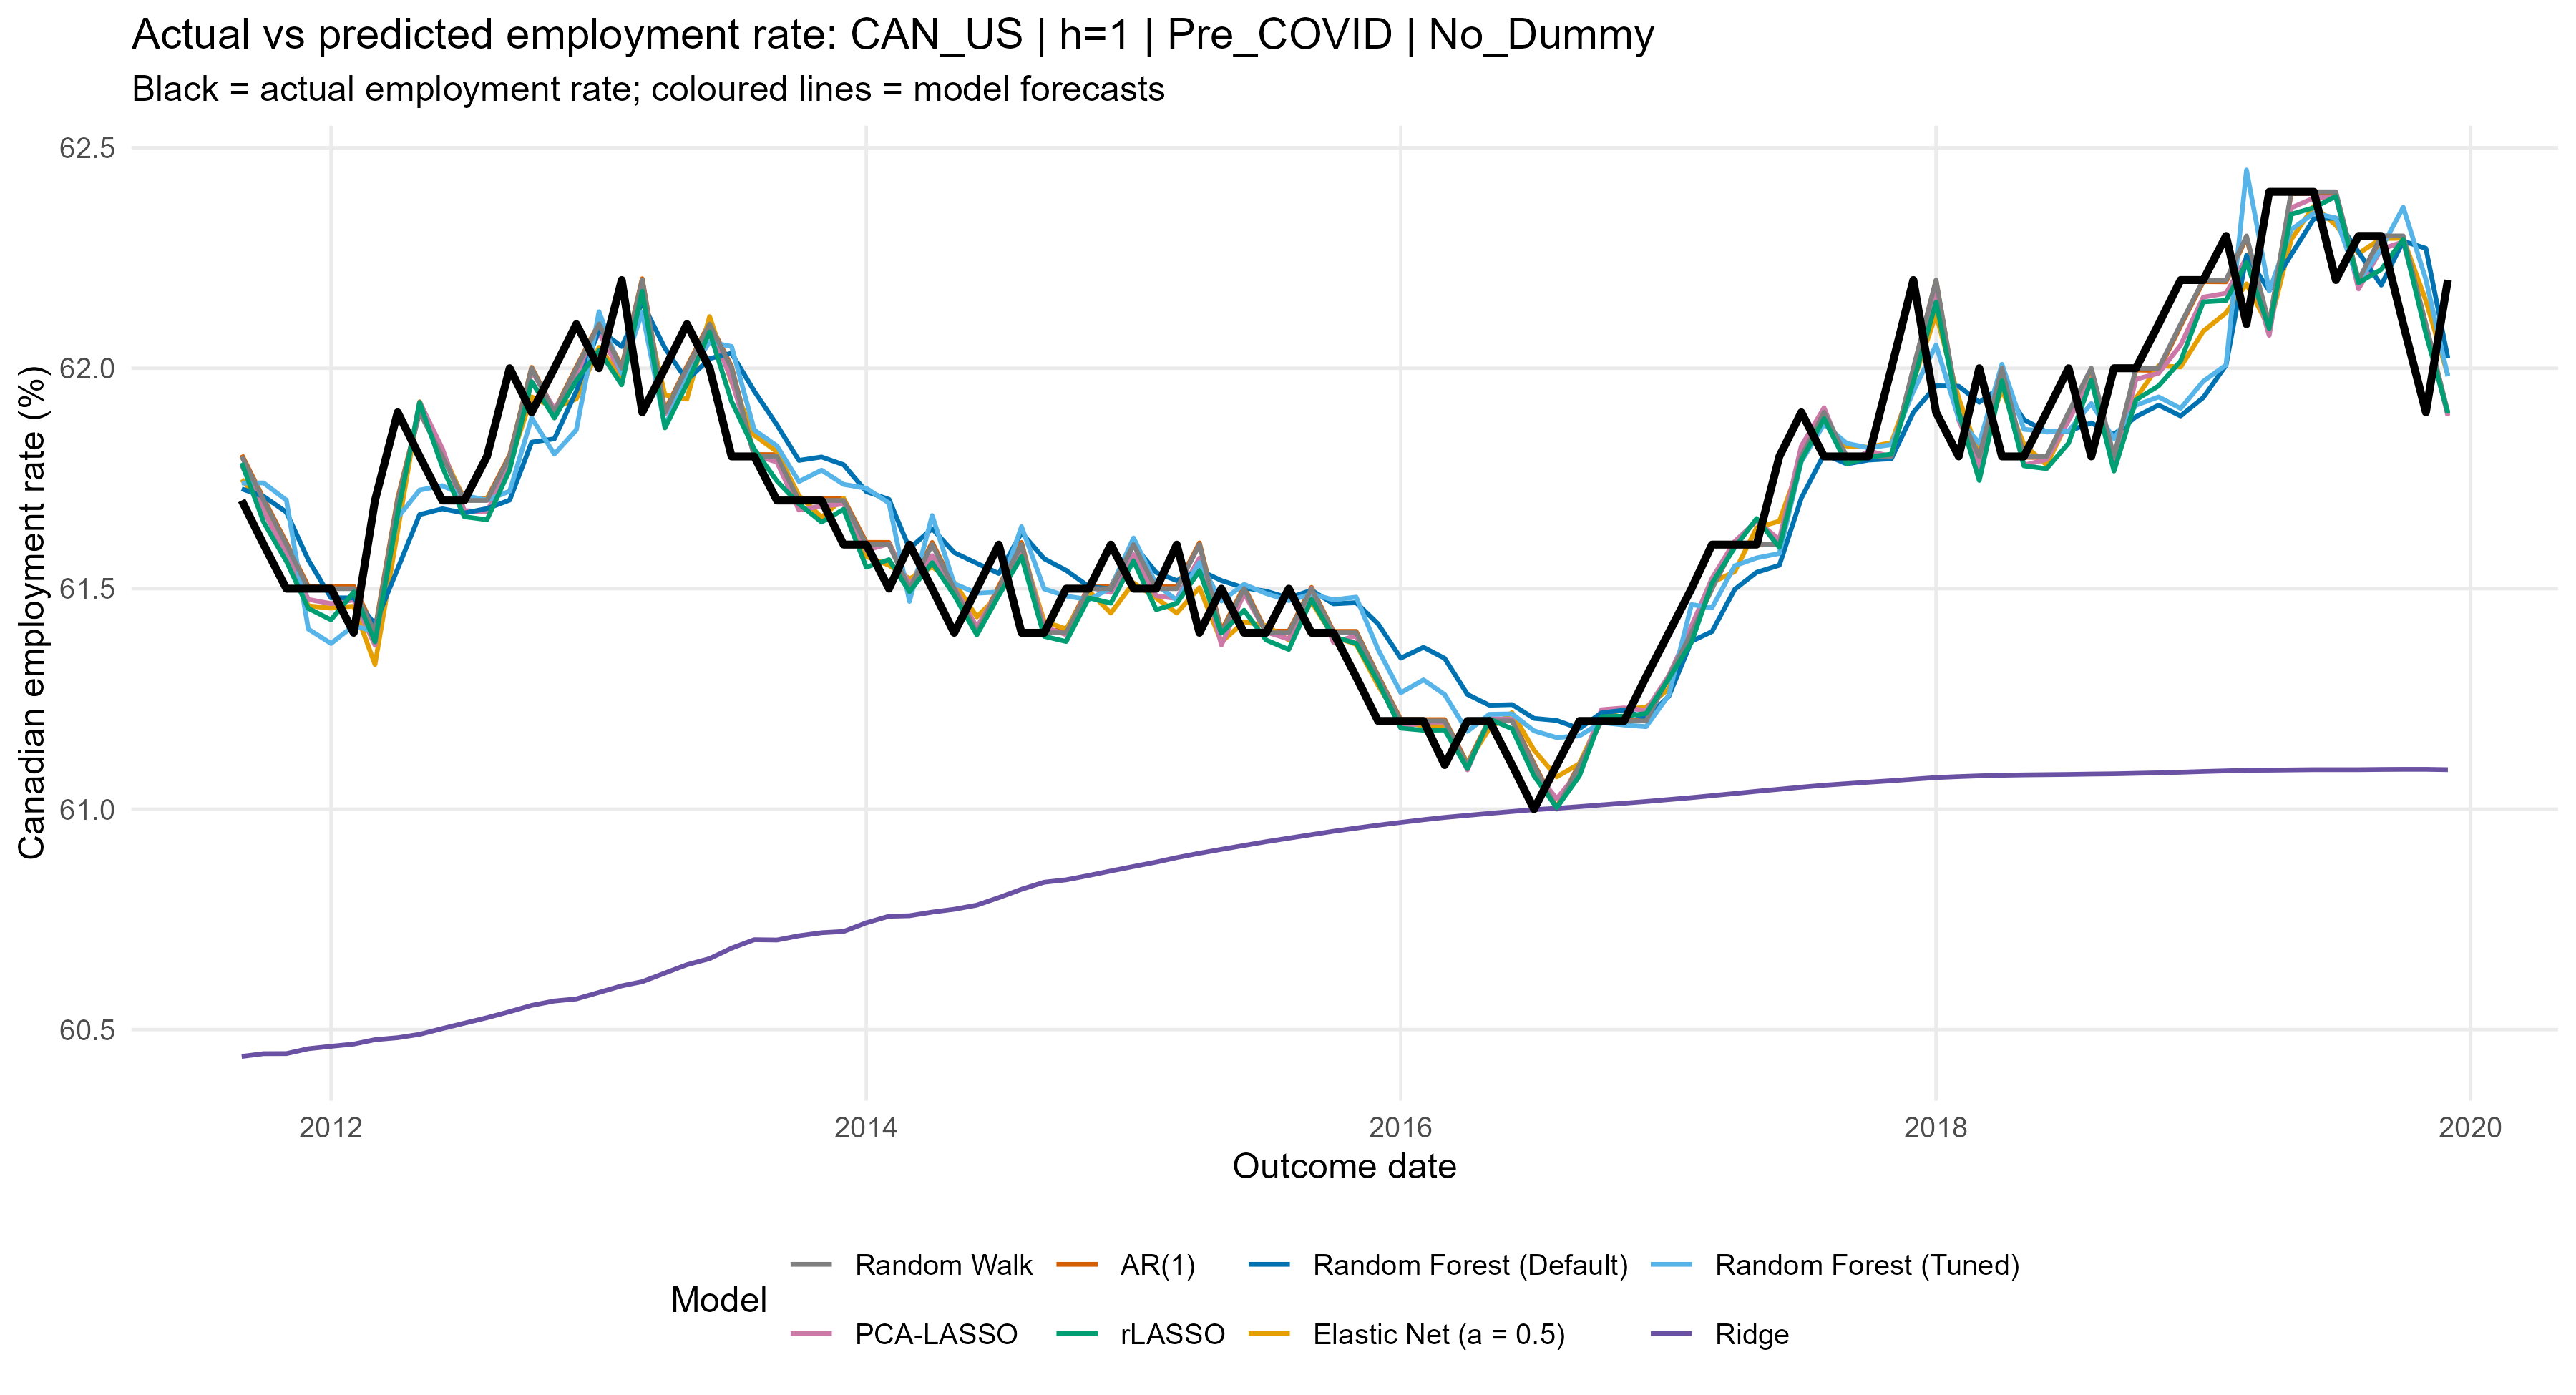 Actual vs predicted employment rate: CAN_US | h=1 | Pre_COVID | No_Dummy
Black = actual employment rate; coloured lines = model forecasts
Canadian employment rate (%)
62.5
62.0
61.5
61.0
60.5
2012 2014 2016 2018 2020
Outcome date
Model
Random Walk AR(1) Random Forest (Default) Random Forest (Tuned)
PCA-LASSO rLASSO Elastic Net (a = 0.5) Ridge